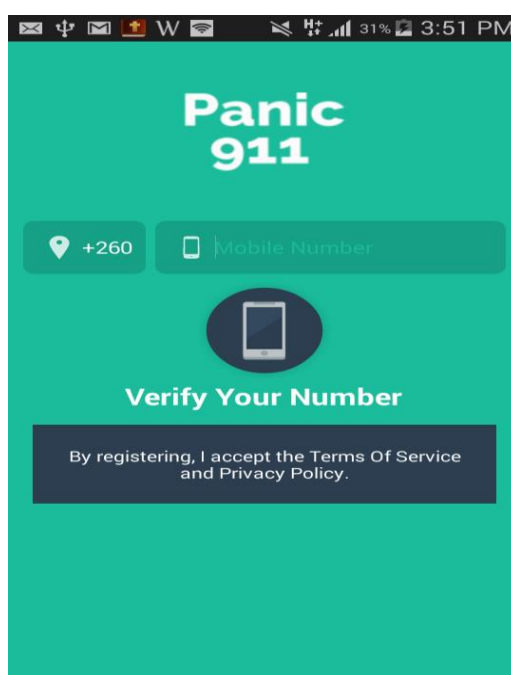 W 31% 3:51 PM
Panic
911
+260 Mobile Number
Verify Your Number
By registering, I accept the Terms Of Service
and Privacy Policy.